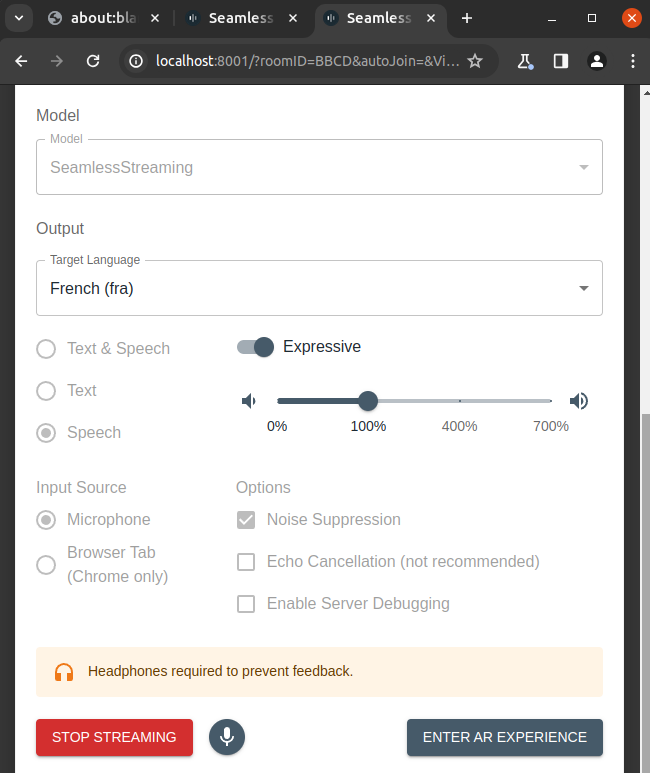 about:bla
Seamless
Seamless
localhost:8001/?roomID=BBCD&autoJoin=&Vi...
Model
Model
SeamlessStreaming
Output
Target Language
French (fra)
Text & Speech
Expressive
Text
0% 100% 400% 700%
Speech
Input Source
Options
Microphone
Noise Suppression
Browser Tab
(Chrome only)
Echo Cancellation (not recommended)
Enable Server Debugging
Headphones required to prevent feedback.
STOP STREAMING
ENTER AR EXPERIENCE